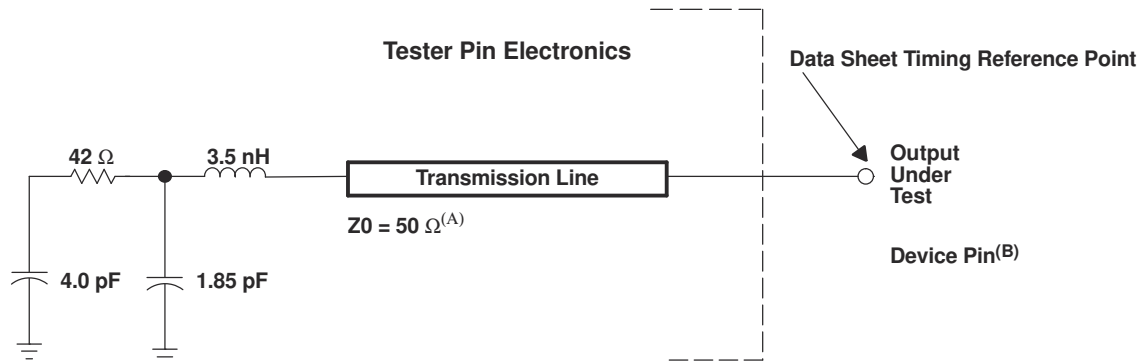 Tester Pin Electronics
Data Sheet Timing Reference Point
42 Ω
3.5 nH
Transmission Line
Output
Under
Test
Z0 = 50 Ω(A)
Device Pin(B)
4.0 pF
1.85 pF